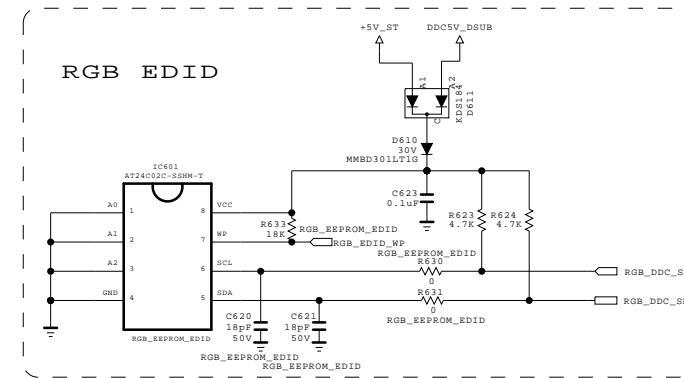 +5V_ST
DDC5V_DSUB
RGB EDID
A1
A2
C
KDS184
D611
D610
30V
MMBD301LT1G
IC601
AT24C02C-SSHM-T
C623
0.1uF
A0
1
8
VCC
R633
18K
RGB_EEPROM_EDID
R623
4.7K
R624
4.7K
A1
2
7
WP
RGB_EDID_WP
RGB_EEPROM_EDID
R630
0
A2
3
6
SCL
RGB_DDC_S
R631
0
RGB_EEPROM_EDID
GND
4
5
SDA
RGB_DDC_S
C620
18pF
50V
C621
18pF
50V
RGB_EEPROM_EDID
RGB_EEPROM_EDID
RGB_EEPROM_EDID